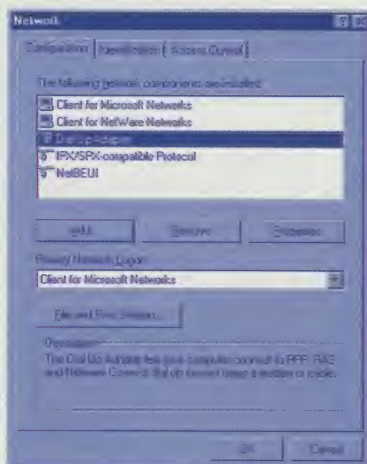 Network
Configuration Identification Access Control
The following network components are installed:
Client for Microsoft Networks
Client for NetWare Networks
Dial-Up Adapter
IPX/SPX-compatible Protocol
NetBEUI
Add... Remove Properties
Primary Network Logon:
Client for Microsoft Networks
File and Print Sharing...
Description
The Dial-Up Adapter lets your computer connect to PPP, RAS
and Netware Connect dial up servers using a modem or cable.
OK Cancel